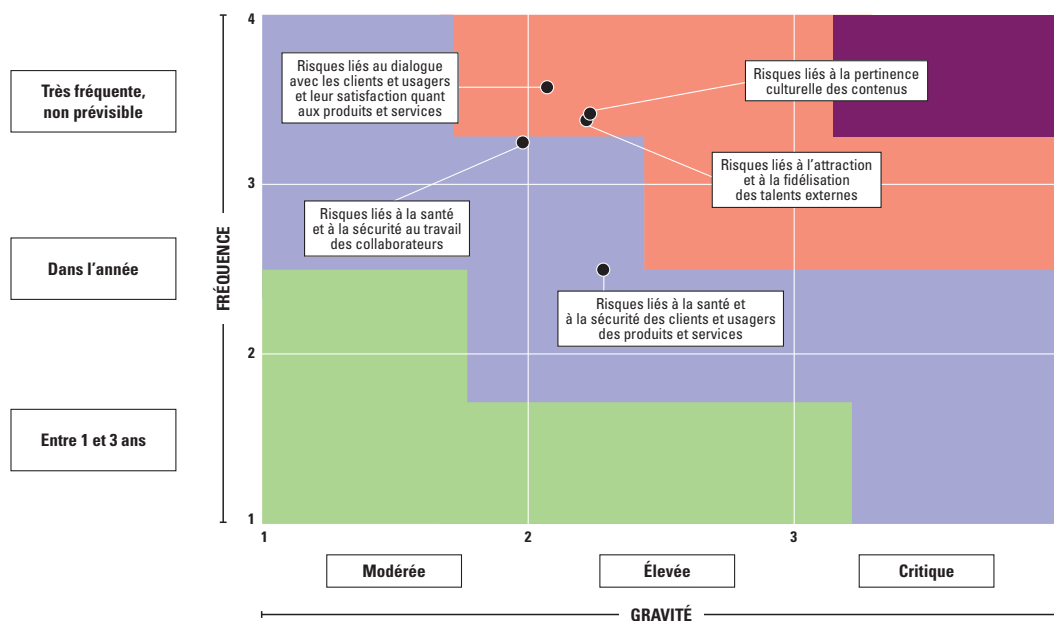 4
Risques liés au dialogue
avec les clients et usagers
et leur satisfaction quant
aux produits et services
Risques liés à la pertinence
culturelle des contenus
Très fréquente,
non prévisible
Risques liés à l'attraction
et à la fidélisation
des talents externes
3
Risques liés à la santé
et à la sécurité au travail
des collaborateurs
FRÉQUENCE
Dans l'année
Risques liés à la santé et
à la sécurité des clients et usagers
des produits et services
2
Entre 1 et 3 ans
1
1
2
3
Modérée
Élevée
Critique
GRAVITÉ